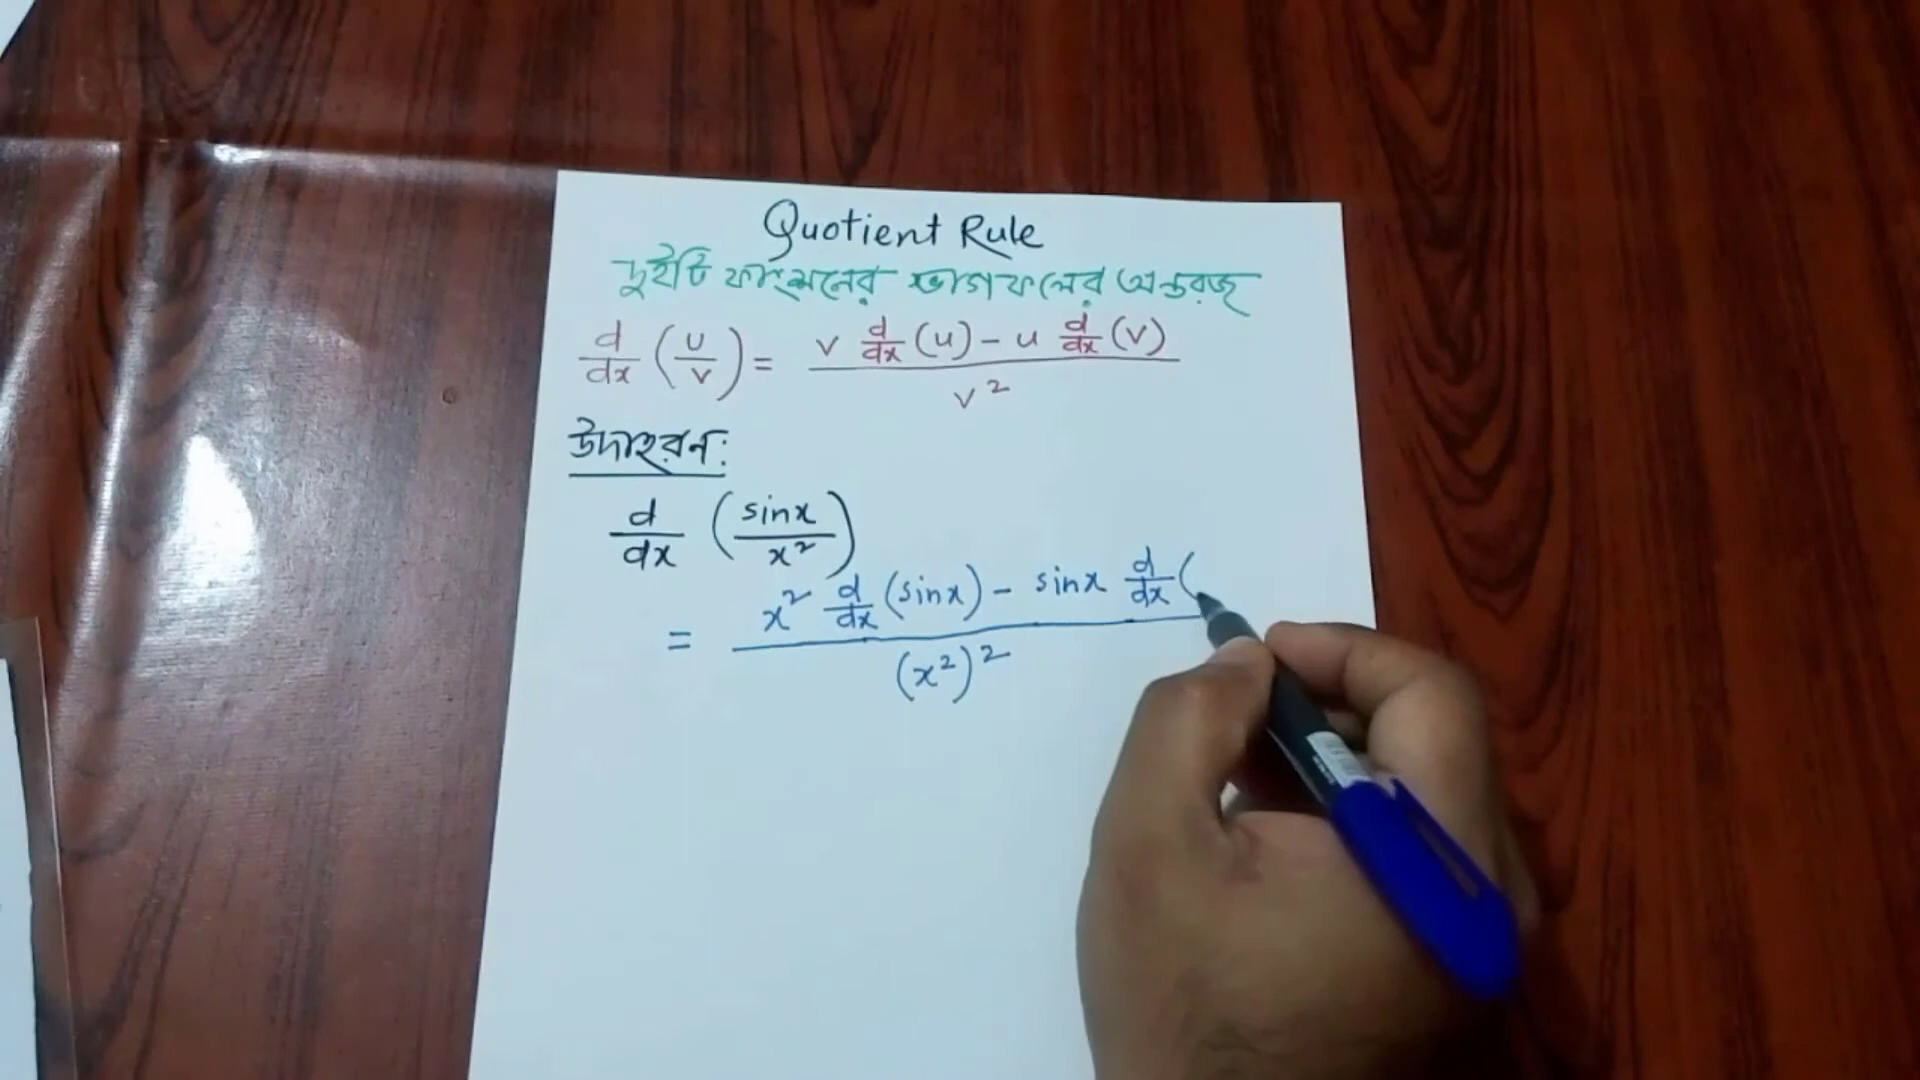 Quotient Rule
দুইটি ফাংশনের ভাগফলের অন্তরজ
d/dx (u/v) = (v d/dx (u) - u d/dx (v)) / v²
উদাহরন:
d/dx (sinx/x²)
= (x² d/dx (sinx) - sinx d/dx ( / (x²)²